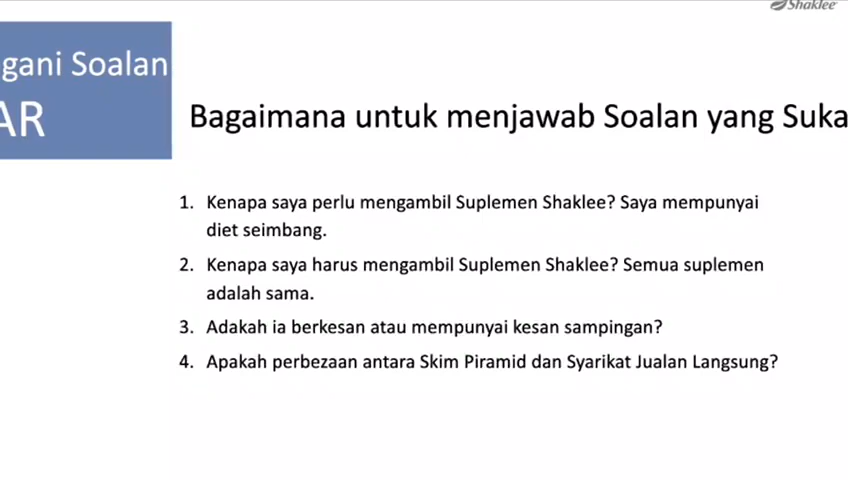 Shaklee
gani Soalan
AR
Bagaimana untuk menjawab Soalan yang Suka
1. Kenapa saya perlu mengambil Suplemen Shaklee? Saya mempunyai
diet seimbang.
2. Kenapa saya harus mengambil Suplemen Shaklee? Semua suplemen
adalah sama.
3. Adakah ia berkesan atau mempunyai kesan sampingan?
4. Apakah perbezaan antara Skim Piramid dan Syarikat Jualan Langsung?